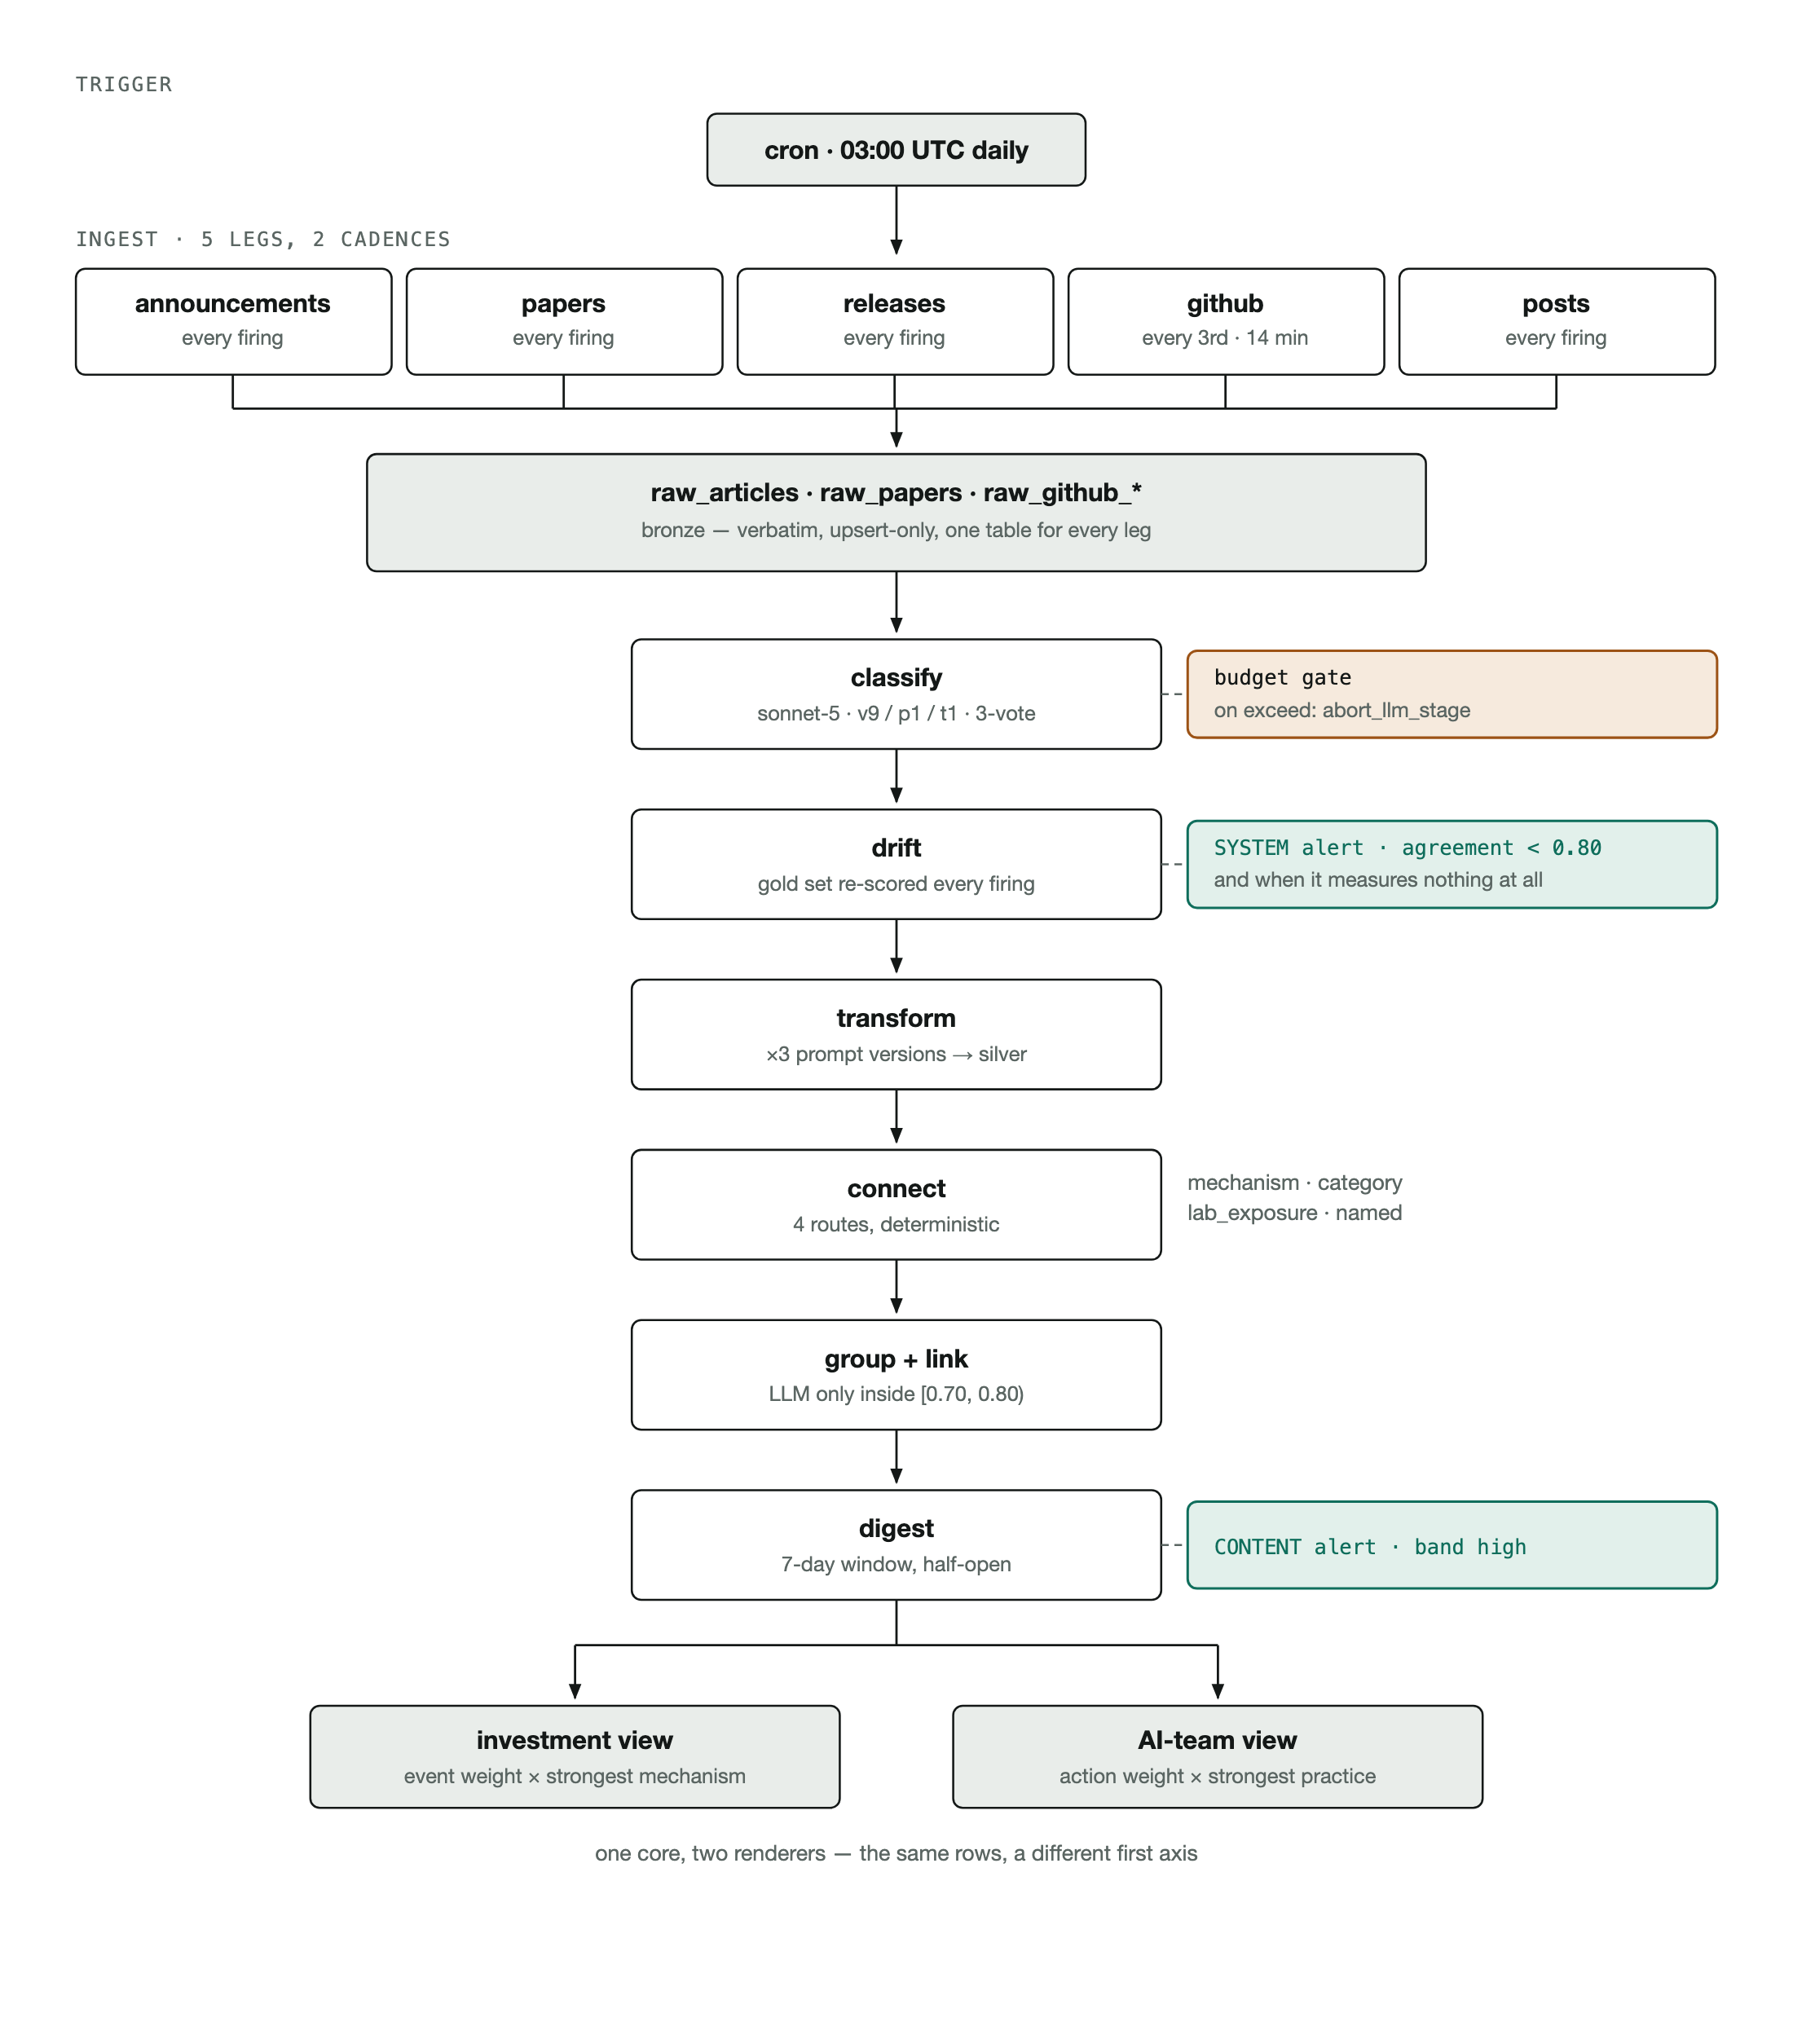 TRIGGER
cron · 03:00 UTC daily
INGEST · 5 LEGS, 2 CADENCES
announcements
every firing
papers
every firing
releases
every firing
github
every 3rd · 14 min
posts
every firing
raw_articles · raw_papers · raw_github_*
bronze — verbatim, upsert-only, one table for every leg
classify
sonnet-5 · v9 / p1 / t1 · 3-vote
budget gate
on exceed: abort_llm_stage
drift
gold set re-scored every firing
SYSTEM alert · agreement < 0.80
and when it measures nothing at all
transform
×3 prompt versions → silver
connect
4 routes, deterministic
mechanism · category
lab_exposure · named
group + link
LLM only inside [0.70, 0.80)
digest
7-day window, half-open
CONTENT alert · band high
investment view
event weight × strongest mechanism
AI-team view
action weight × strongest practice
one core, two renderers — the same rows, a different first axis